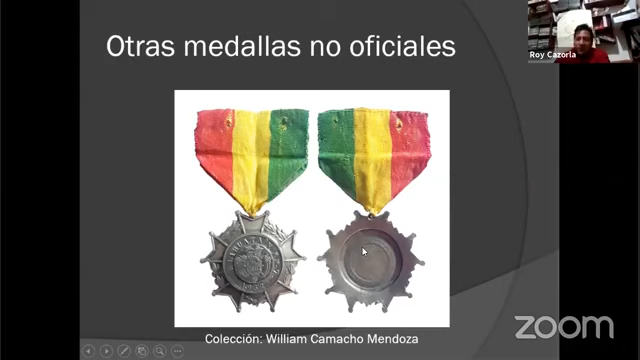 Otras medallas no oficiales
Roy Cazorla
Colección: William Camacho Mendoza
zoom